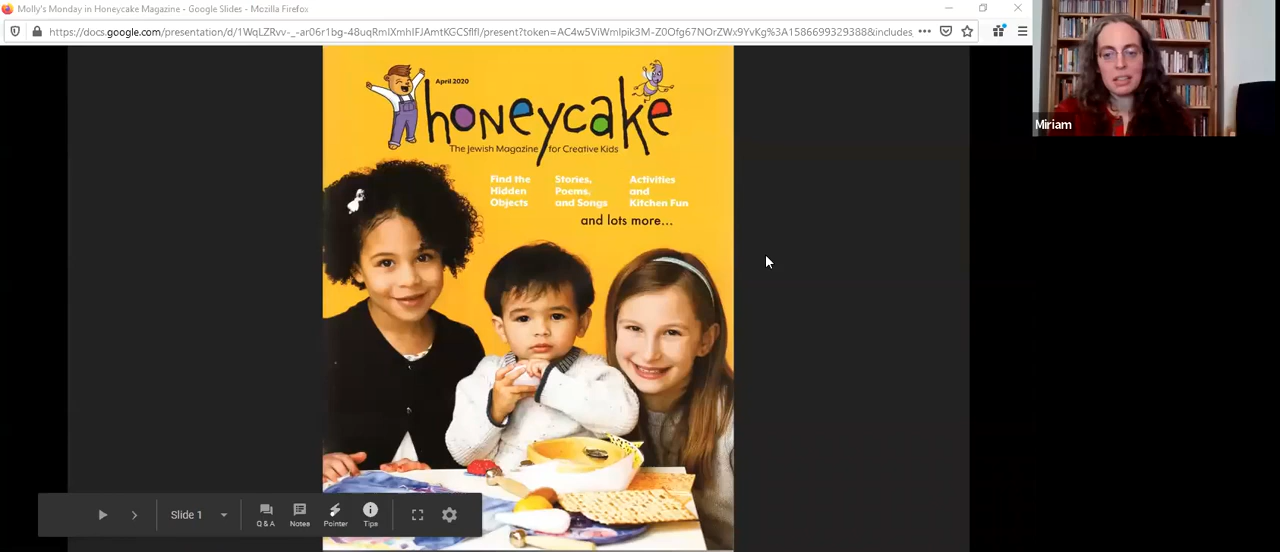 Molly's Monday in Honeycake Magazine - Google Slides - Mozilla Firefox
Miriam
April 2020
honeycake
The Jewish Magazine for Creative Kids
Find the
Hidden
Objects
Stories,
Poems,
and Songs
Activities
and
Kitchen Fun
and lots more...
Slide 1
Q & A
Notes
Pointer
Tips